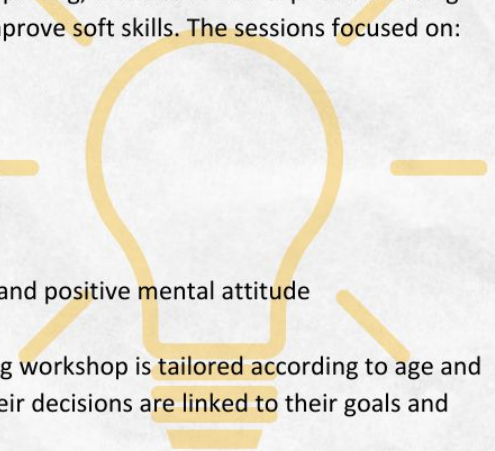 prove soft skills. The sessions focused on:
and positive mental attitude
g workshop is tailored according to age and
eir decisions are linked to their goals and